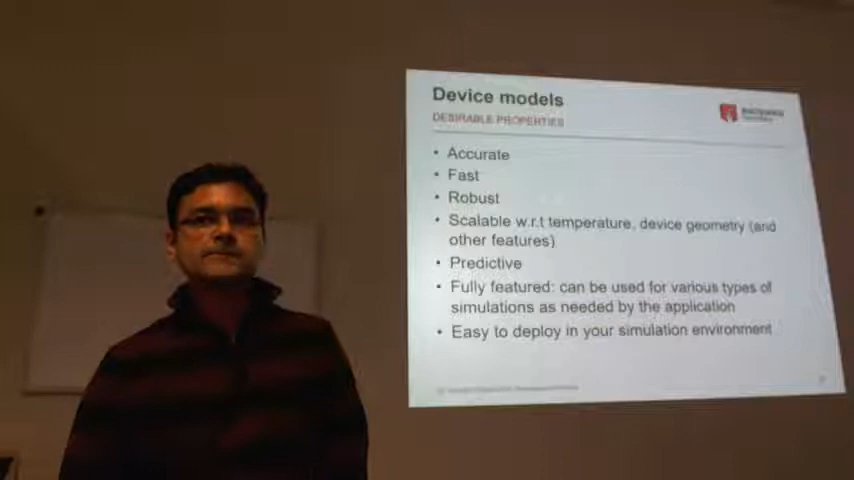 Device models
DESIRABLE PROPERTIES
• Accurate
• Fast
• Robust
• Scalable w.r.t temperature, device geometry (and
other features)
• Predictive
• Fully featured: can be used for various types of
simulations as needed by the application
• Easy to deploy in your simulation environment